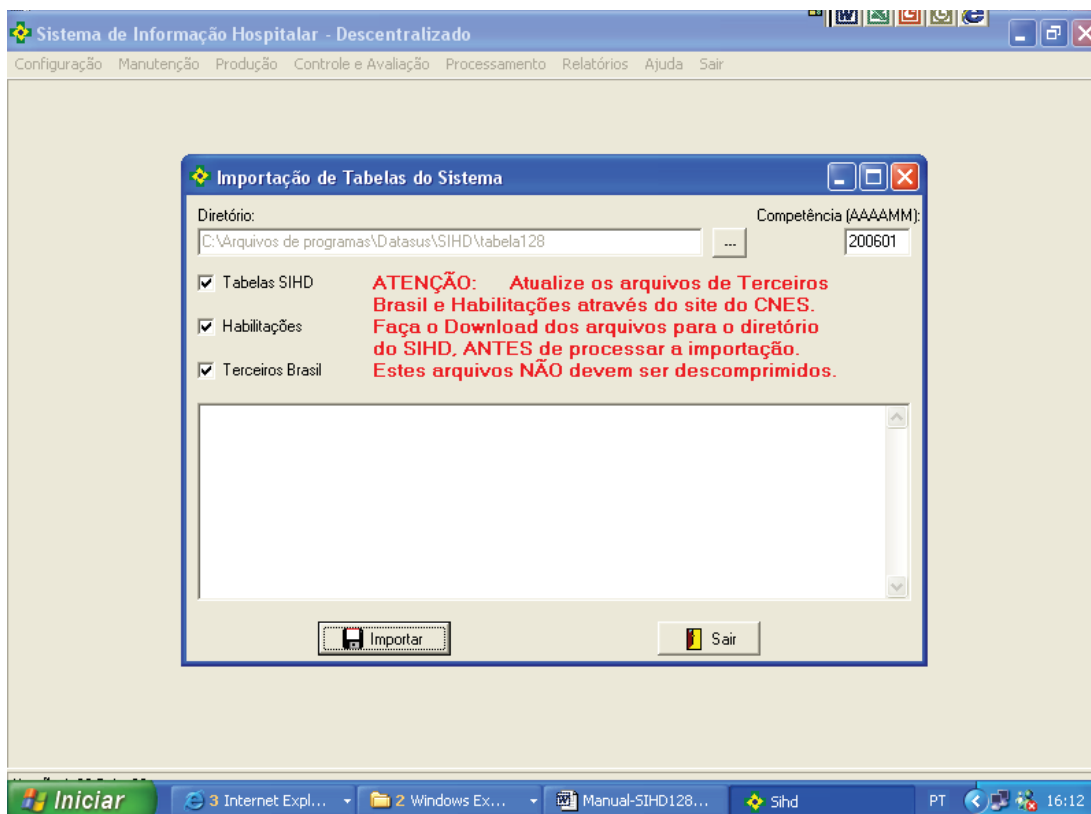 Sistema de Informação Hospitalar - Descentralizado
Configuração Manutenção Produção Controle e Avaliação Processamento Relatórios Ajuda Sair
Importação de Tabelas do Sistema
Diretório:
Competência (AAAAMM):
C:\Arquivos de programas\Datasus\SIHD\tabela128
...
200601
Tabelas SIHD
Habilitações
Terceiros Brasil
ATENÇÃO: Atualize os arquivos de Terceiros
Brasil e Habilitações através do site do CNES.
Faça o Download dos arquivos para o diretório
do SIHD, ANTES de processar a importação.
Estes arquivos NÃO devem ser descomprimidos.
Importar
Sair
Iniciar
3 Internet Expl...
2 Windows Ex...
Manual-SIHD128...
Sihd
PT
16:12